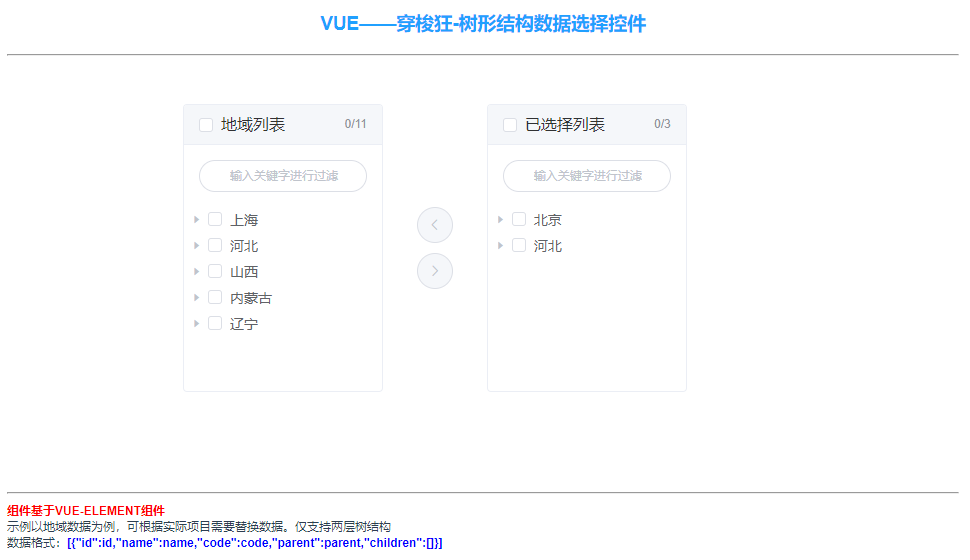 VUE——穿梭狂-树形结构数据选择控件
地域列表 0/11
输入关键字进行过滤
上海
河北
山西
内蒙古
辽宁
已选择列表 0/3
输入关键字进行过滤
北京
河北
组件基于VUE-ELEMENT组件
示例以地域数据为例，可根据实际项目需要替换数据。仅支持两层树结构
数据格式：[{"id":id,"name":name,"code":code,"parent":parent,"children":[]}]